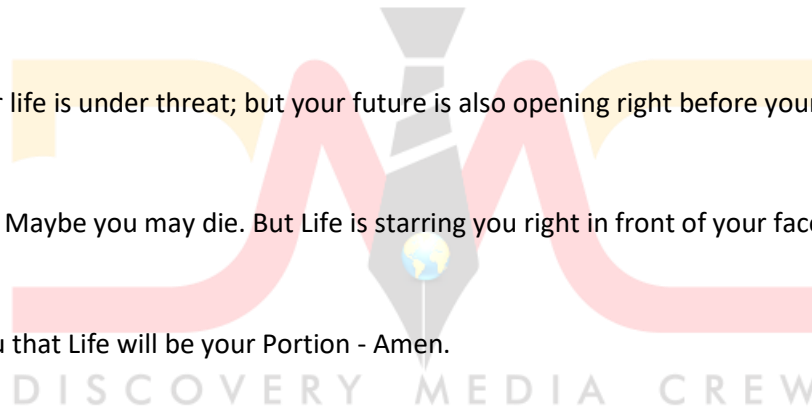 life is under threat; but your future is also opening right before your
Maybe you may die. But Life is starring you right in front of your face
that Life will be your Portion - Amen.
DISCOVERY MEDIA CREW